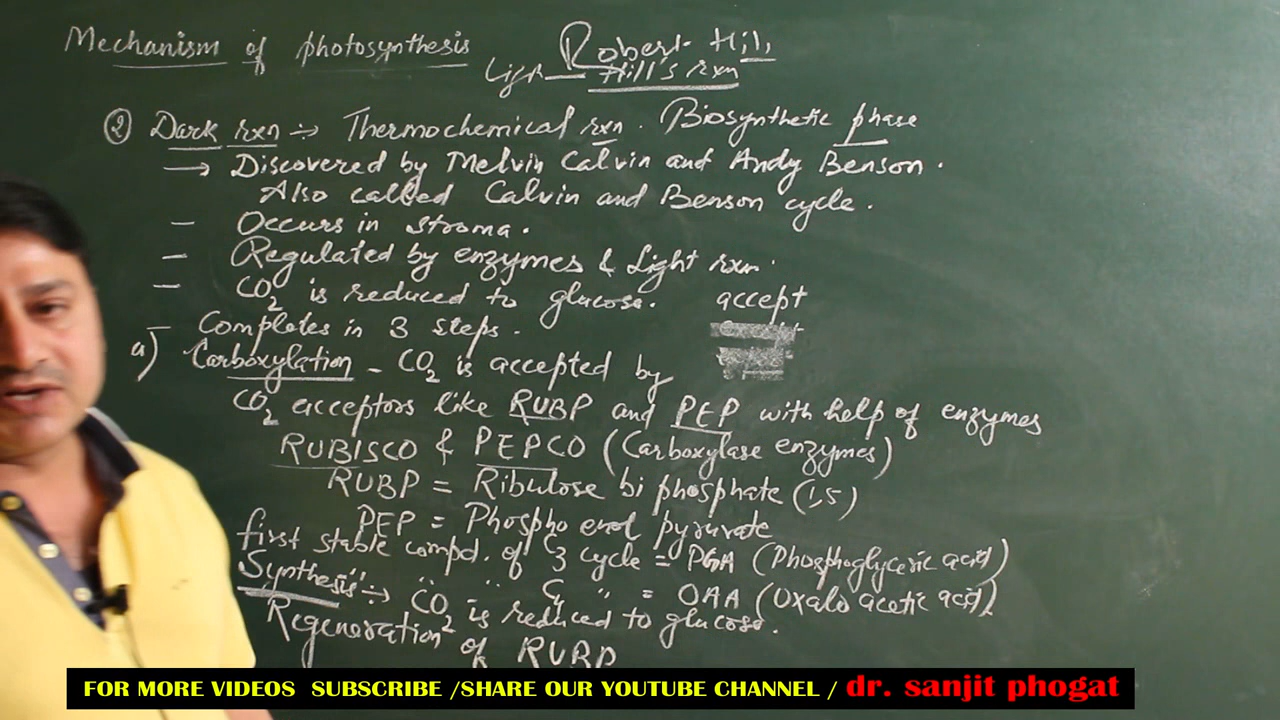 Mechanism of photosynthesis
Robert Hill
Light Hill's rxn
② Dark rxn :- Thermochemical rxn. Biosynthetic phase
→ Discovered by Melvin Calvin and Andy Benson.
Also called Calvin and Benson cycle.
- Occurs in stroma.
- Regulated by enzymes & Light rxn.
- CO2 is reduced to glucose. accept
- Completes in 3 steps.
a) Carboxylation - CO2 is accepted by
CO2 acceptors like RUBP and PEP with help of enzymes
RUBISCO & PEPCO (Carboxylase enzymes)
RUBP = Ribulose bi phosphate (1,5)
PEP = Phospho enol pyruvate
first stable compd. of C3 cycle = PGA (Phosphoglyceric acid)
" " " " C4 " = OAA (Oxalo acetic acid)
Synthesis :- CO2 is reduced to glucose.
Regeneration of RUBP
FOR MORE VIDEOS SUBSCRIBE /SHARE OUR YOUTUBE CHANNEL / dr. sanjit phogat